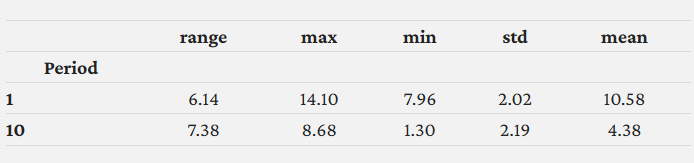 range max min std mean
Period
1 6.14 14.10 7.96 2.02 10.58
10 7.38 8.68 1.30 2.19 4.38